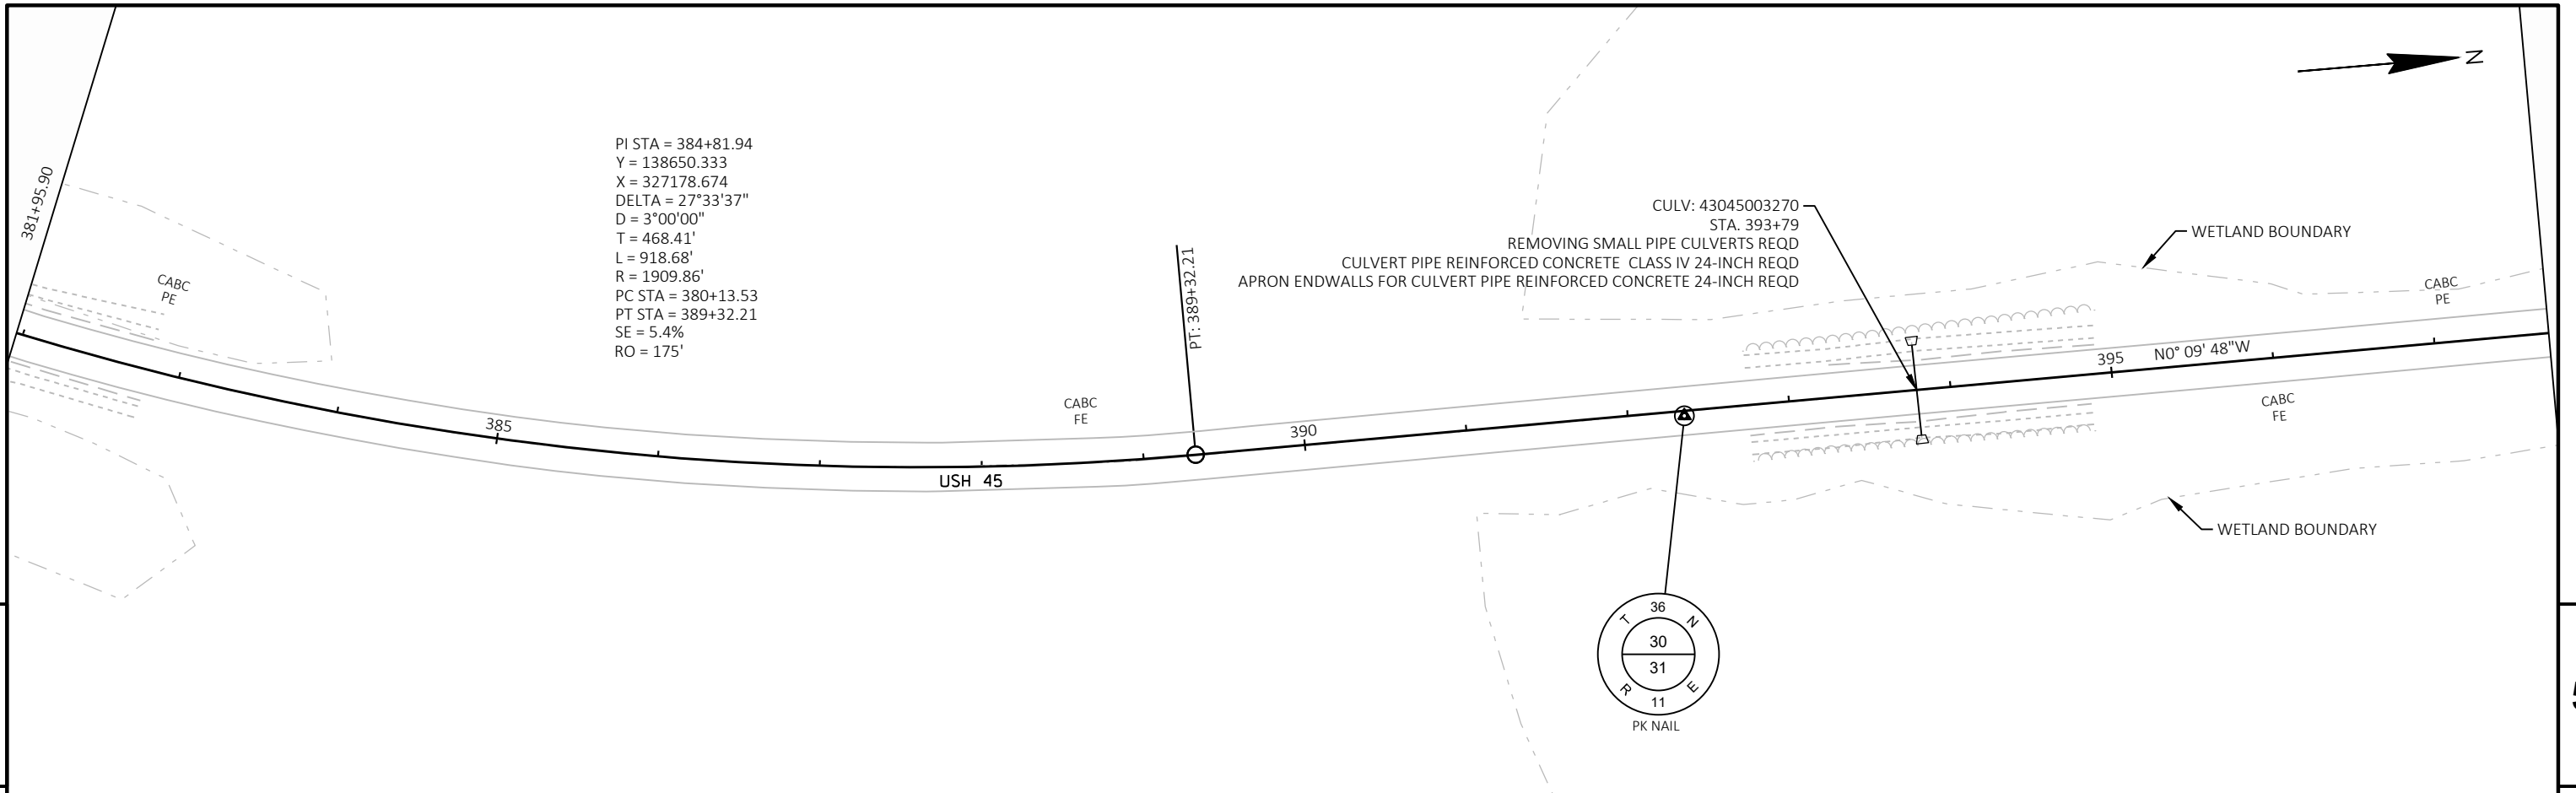 N
381+95.90
CABC
PE
PI STA = 384+81.94
Y = 138650.333
X = 327178.674
DELTA = 27°33'37"
D = 3°00'00"
T = 468.41'
L = 918.68'
R = 1909.86'
PC STA = 380+13.53
PT STA = 389+32.21
SE = 5.4%
RO = 175'
385
USH 45
CABC
FE
PT: 389+32.21
390
CULV: 43045003270
STA. 393+79
REMOVING SMALL PIPE CULVERTS REQD
CULVERT PIPE REINFORCED CONCRETE CLASS IV 24-INCH REQD
APRON ENDWALLS FOR CULVERT PIPE REINFORCED CONCRETE 24-INCH REQD
WETLAND BOUNDARY
CABC
PE
395
N0° 09' 48"W
CABC
FE
WETLAND BOUNDARY
36
T N
30
31
R E
11
PK NAIL